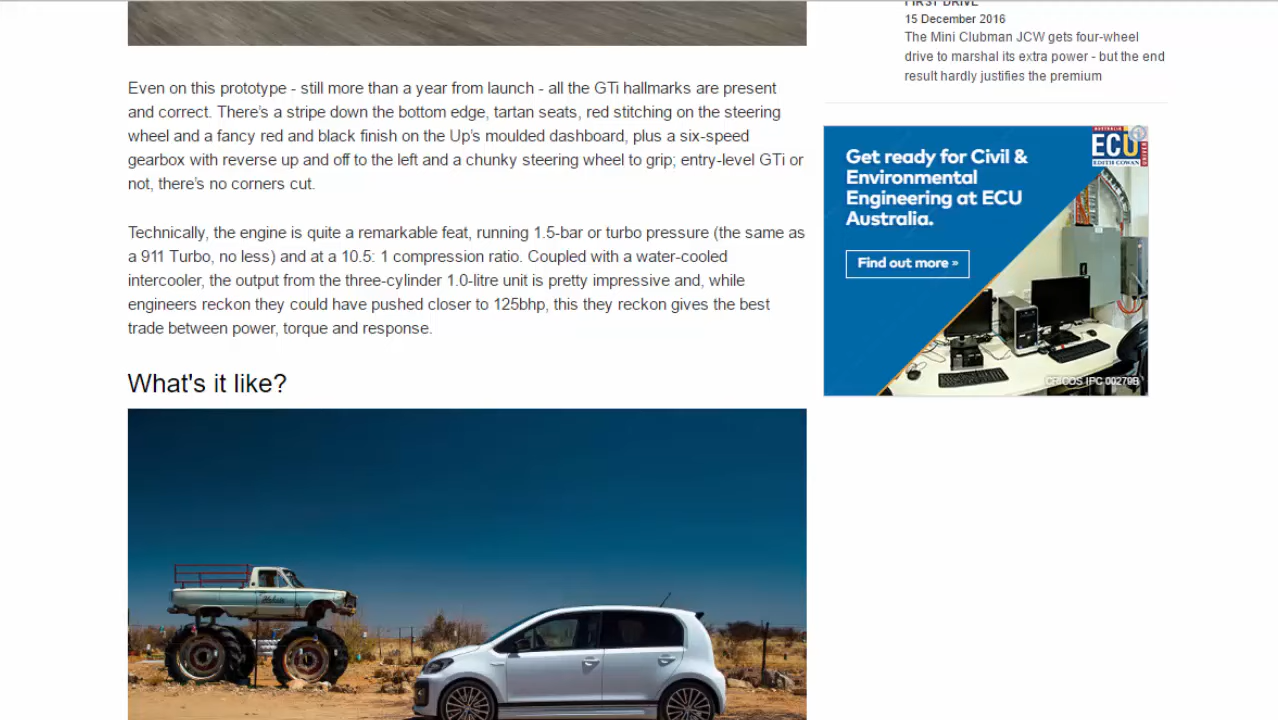 Even on this prototype - still more than a year from launch - all the GTi hallmarks are present
and correct. There's a stripe down the bottom edge, tartan seats, red stitching on the steering
wheel and a fancy red and black finish on the Up's moulded dashboard, plus a six-speed
gearbox with reverse up and off to the left and a chunky steering wheel to grip; entry-level GTi or
not, there's no corners cut.
Technically, the engine is quite a remarkable feat, running 1.5-bar or turbo pressure (the same as
a 911 Turbo, no less) and at a 10.5: 1 compression ratio. Coupled with a water-cooled
intercooler, the output from the three-cylinder 1.0-litre unit is pretty impressive and, while
engineers reckon they could have pushed closer to 125bhp, this they reckon gives the best
trade between power, torque and response.
What's it like?
FIRST DRIVE
15 December 2016
The Mini Clubman JCW gets four-wheel
drive to marshal its extra power - but the end
result hardly justifies the premium
Get ready for Civil &
Environmental
Engineering at ECU
Australia.
Find out more »
AUSTRALIA
ECU
EDITH COWAN
CRICOS IPC 00279B